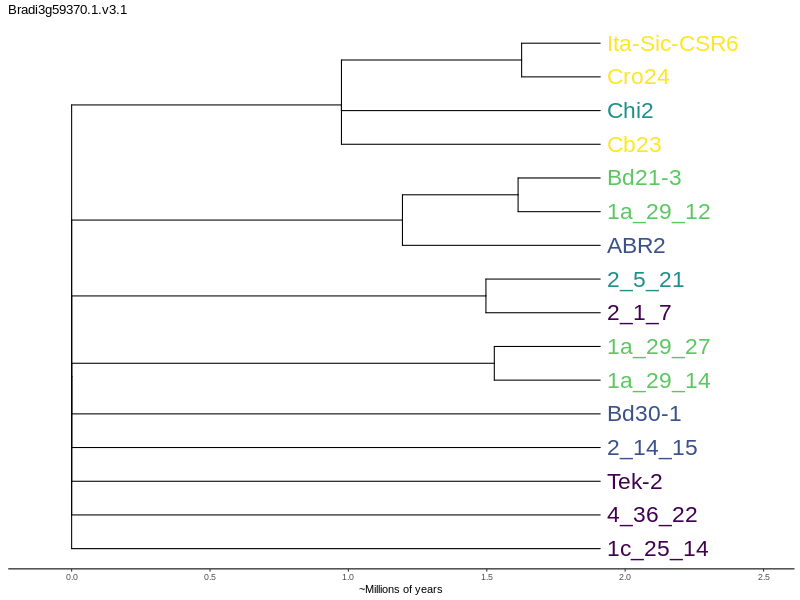 Bradi3g59370.1.v3.1
Ita-Sic-CSR6
Cro24
Chi2
Cb23
Bd21-3
1a_29_12
ABR2
2_5_21
2_1_7
1a_29_27
1a_29_14
Bd30-1
2_14_15
Tek-2
4_36_22
1c_25_14
0.0 0.5 1.0 1.5 2.0 2.5
~Millions of years